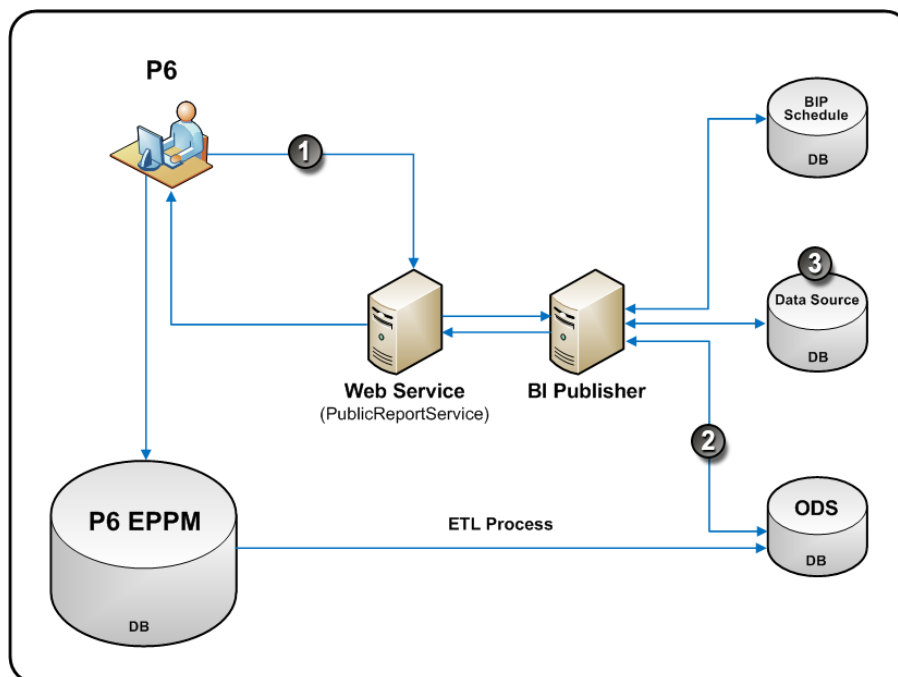 P6
1
BIP
Schedule
DB
3
Data Source
DB
Web Service
(PublicReportService)
BI Publisher
2
P6 EPPM
DB
ETL Process
ODS
DB